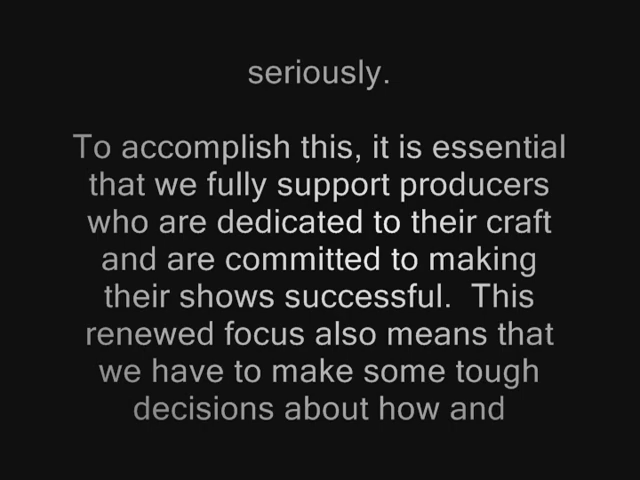 seriously.
To accomplish this, it is essential
that we fully support producers
who are dedicated to their craft
and are committed to making
their shows successful.  This
renewed focus also means that
we have to make some tough
decisions about how and